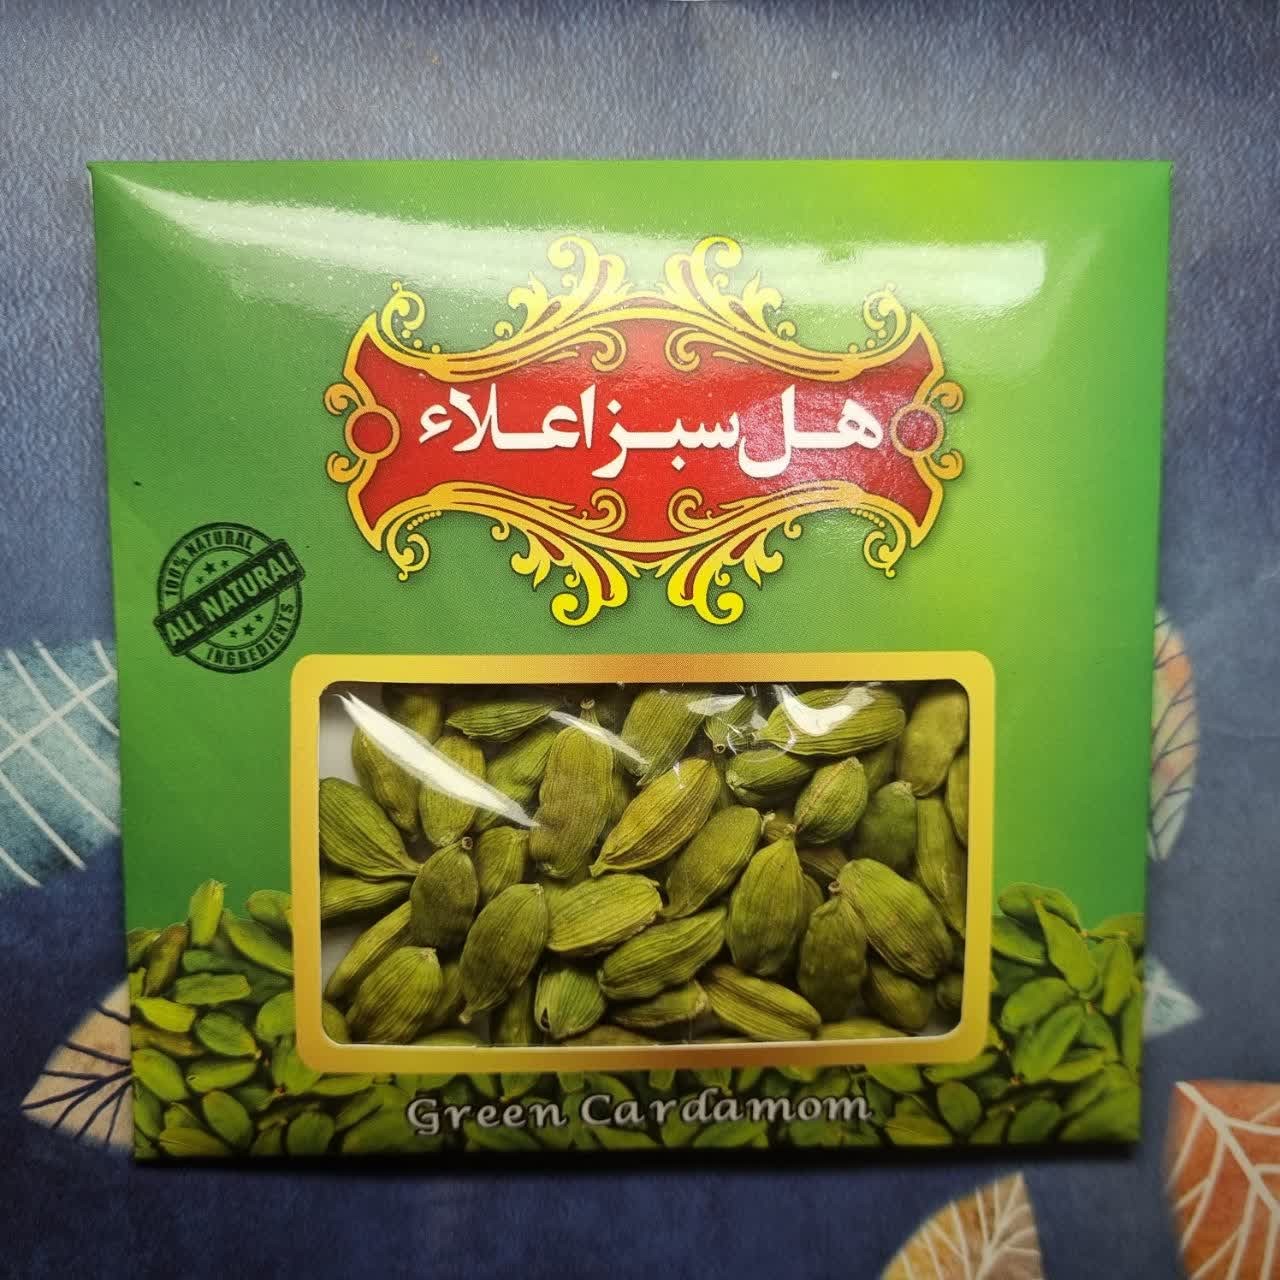 هل سبز اعلاء
100% NATURAL
ALL NATURAL
INGREDIENTS
Green Cardamom